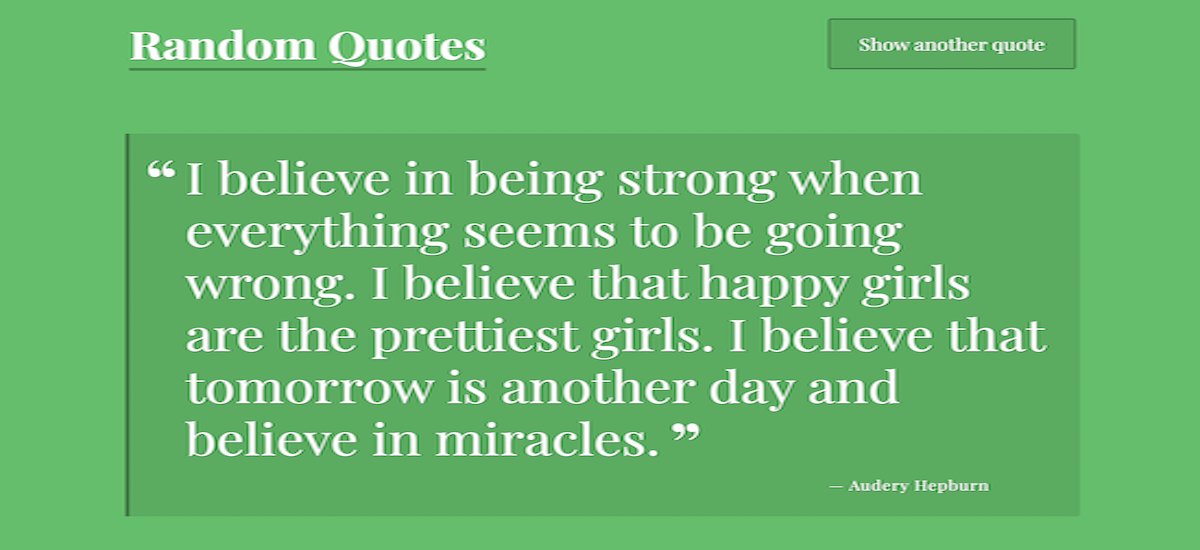 Random Quotes
Show another quote
“ I believe in being strong when
everything seems to be going
wrong. I believe that happy girls
are the prettiest girls. I believe that
tomorrow is another day and
believe in miracles. ”
— Audery Hepburn